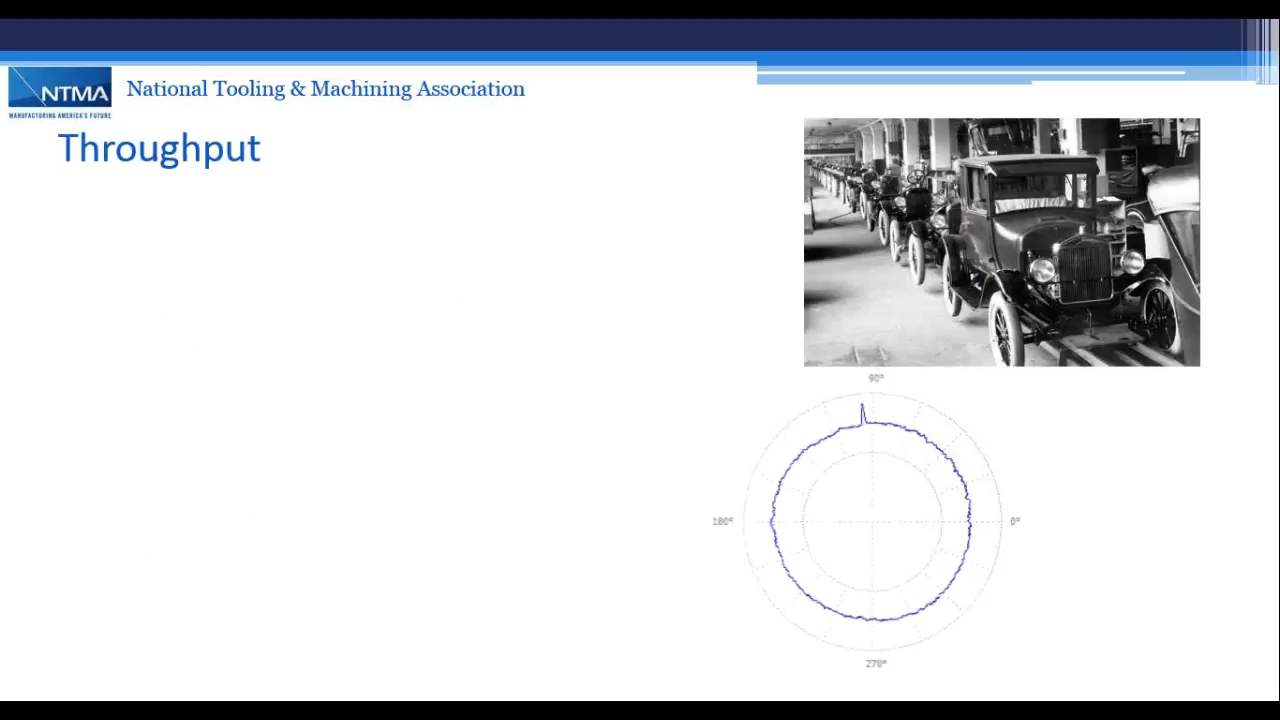 NTMA
MANUFACTURING AMERICA'S FUTURE
National Tooling & Machining Association
Throughput
90°
180°
0°
270°